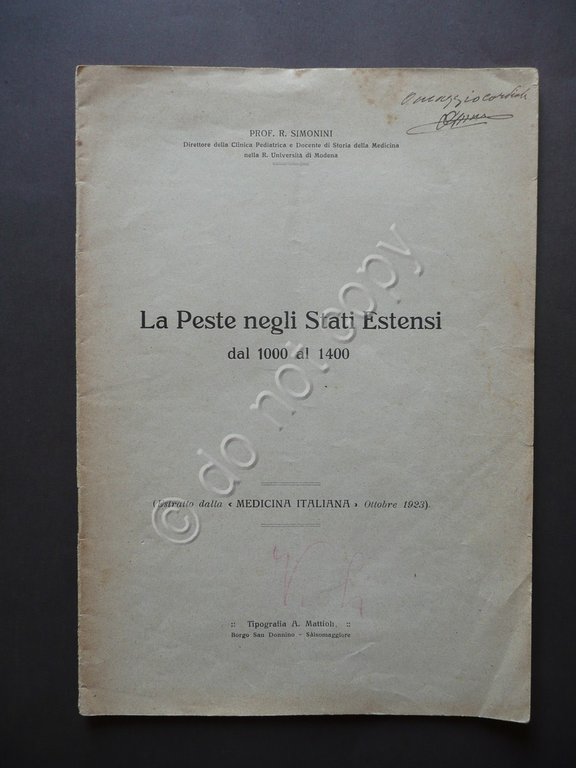 Omaggio cordiale
PROF. R. SIMONINI
Direttore della Clinica Pediatrica e Docente di Storia della Medicina
nella R. Università di Modena
La Peste negli Stati Estensi
dal 1000 al 1400
(Estratto dalla « MEDICINA ITALIANA » Ottobre 1923).
:: Tipografia A. Mattioli ::
Borgo San Donnino - Salsomaggiore
© do not copy